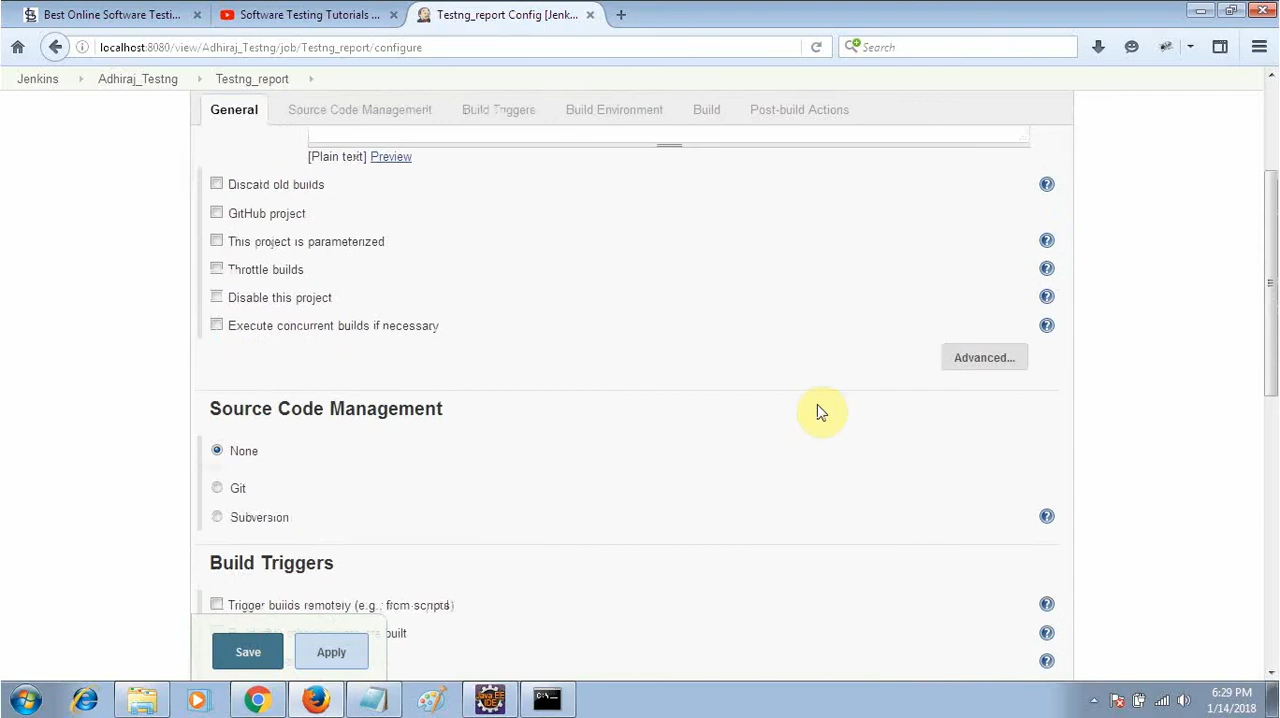 Best Online Software Testi...
Software Testing Tutorials ...
Testng_report Config [Jenk...
localhost:8080/view/Adhiraj_Testng/job/Testng_report/configure
Search
Jenkins
Adhiraj_Testng
Testng_report
General
Source Code Management
Build Triggers
Build Environment
Build
Post-build Actions
[Plain text] Preview
Discard old builds
GitHub project
This project is parameterized
Throttle builds
Disable this project
Execute concurrent builds if necessary
Advanced...
Source Code Management
None
Git
Subversion
Build Triggers
Trigger builds remotely (e.g., from scripts)
built
Save
Apply
Java EE
IDE
C:\.
6:29 PM
1/14/2018